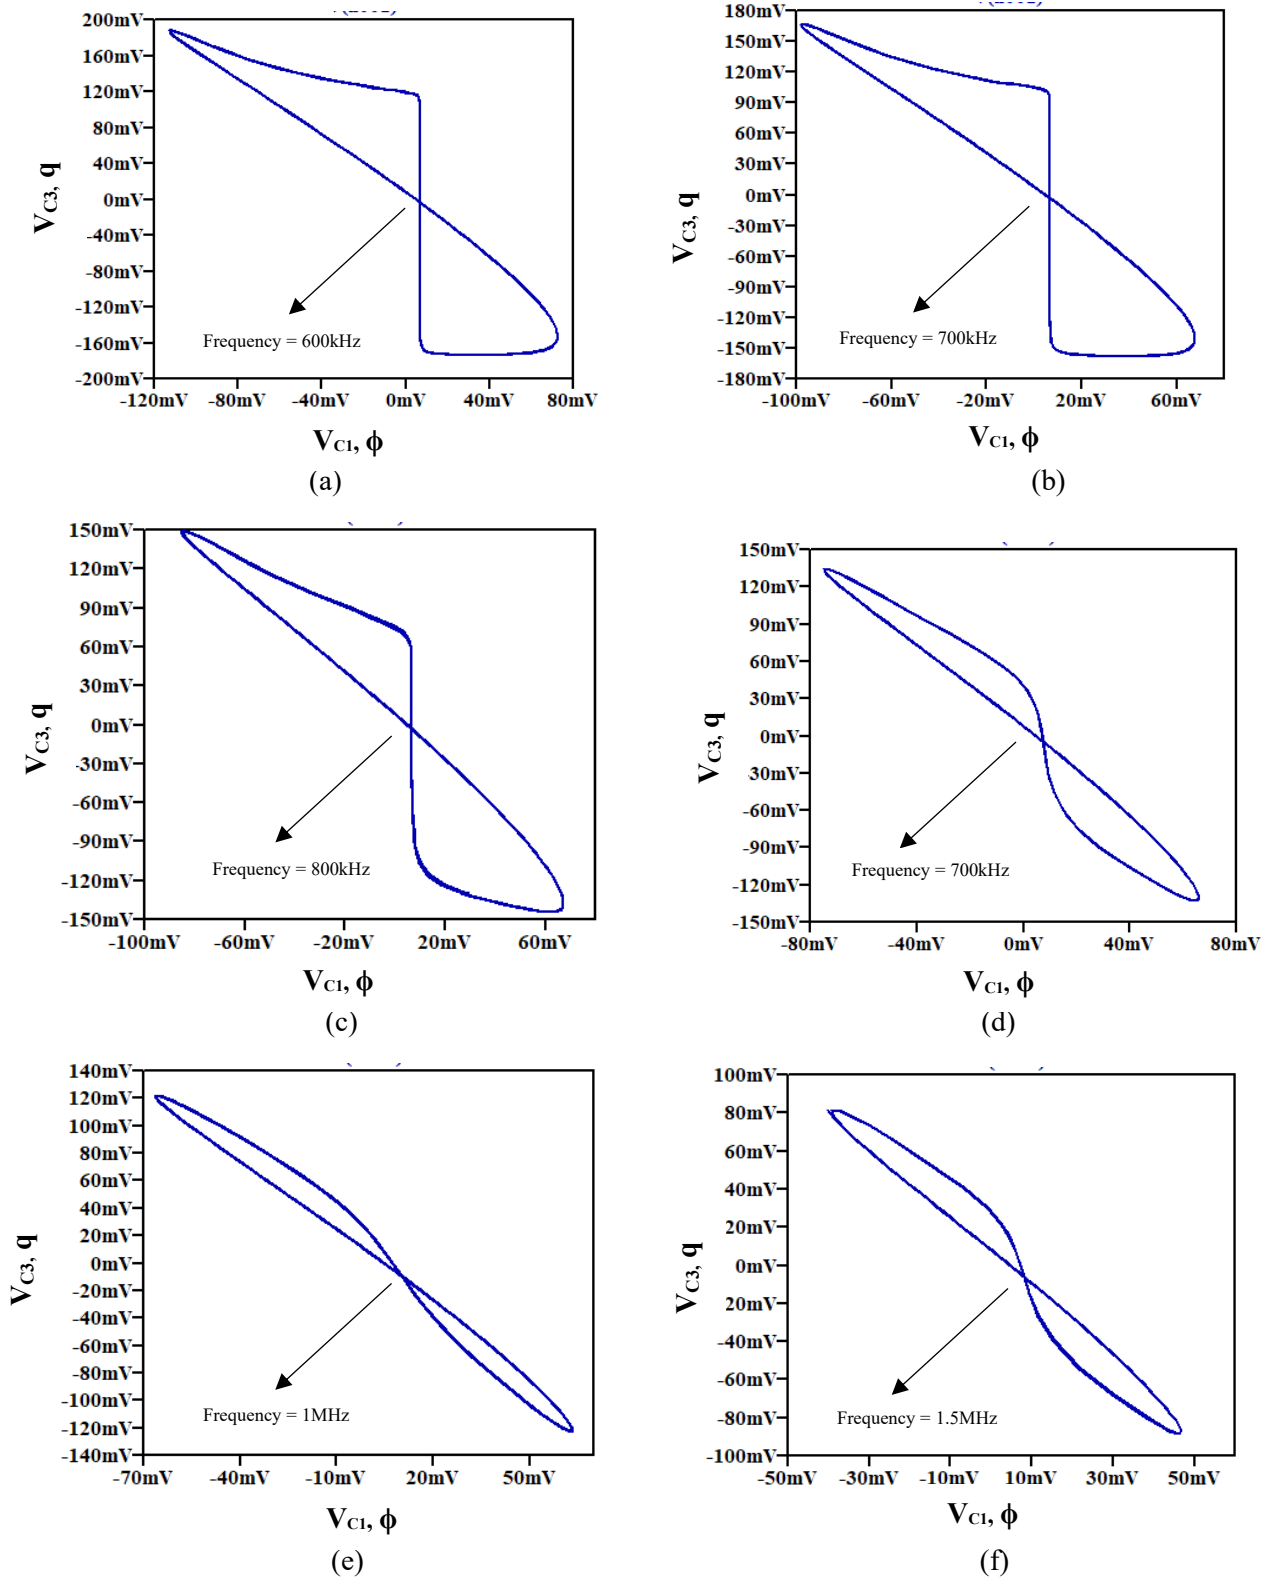 200mV
160mV
120mV
80mV
40mV
0mV
-40mV
-80mV
-120mV
-160mV
-200mV
-120mV -80mV -40mV 0mV 40mV 80mV
VC3, q
Frequency = 600kHz
VC1, ϕ
(a)
180mV
150mV
120mV
90mV
60mV
30mV
0mV
-30mV
-60mV
-90mV
-120mV
-150mV
-180mV
-100mV -60mV -20mV 20mV 60mV
VC3, q
Frequency = 700kHz
VC1, ϕ
(b)
150mV
120mV
90mV
60mV
30mV
0mV
-30mV
-60mV
-90mV
-120mV
-150mV
-100mV -60mV -20mV 20mV 60mV
VC3, q
Frequency = 800kHz
VC1, ϕ
(c)
150mV
120mV
90mV
60mV
30mV
0mV
30mV
-60mV
-90mV
-120mV
-150mV
-80mV -40mV 0mV 40mV 80mV
VC3, q
Frequency = 700kHz
VC1, ϕ
(d)
140mV
120mV
100mV
80mV
60mV
40mV
20mV
0mV
-20mV
-40mV
-60mV
-80mV
-100mV
-120mV
-140mV
-70mV -40mV -10mV 20mV 50mV
VC3, q
Frequency = 1MHz
VC1, ϕ
(e)
100mV
80mV
60mV
40mV
20mV
0mV
20mV
-40mV
-60mV
-80mV
-100mV
-50mV -30mV -10mV 10mV 30mV 50mV
VC3, q
Frequency = 1.5MHz
VC1, ϕ
(f)